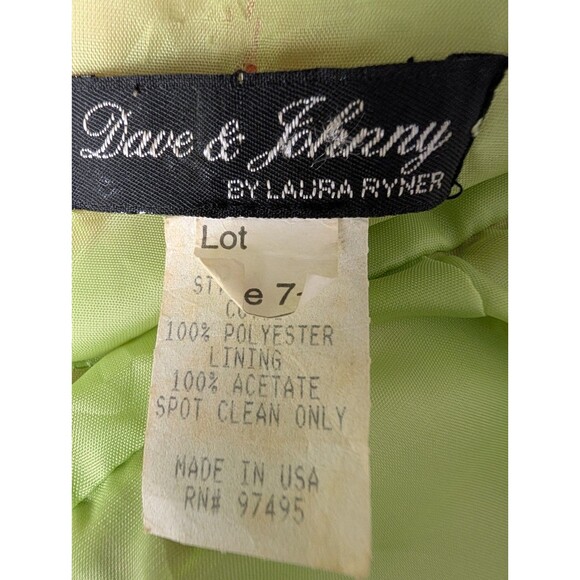 Dave & Johnny
BY LAURA RYNER
Lot
e 7-
100% POLYESTER
LINING
100% ACETATE
SPOT CLEAN ONLY
MADE IN USA
RN# 97495